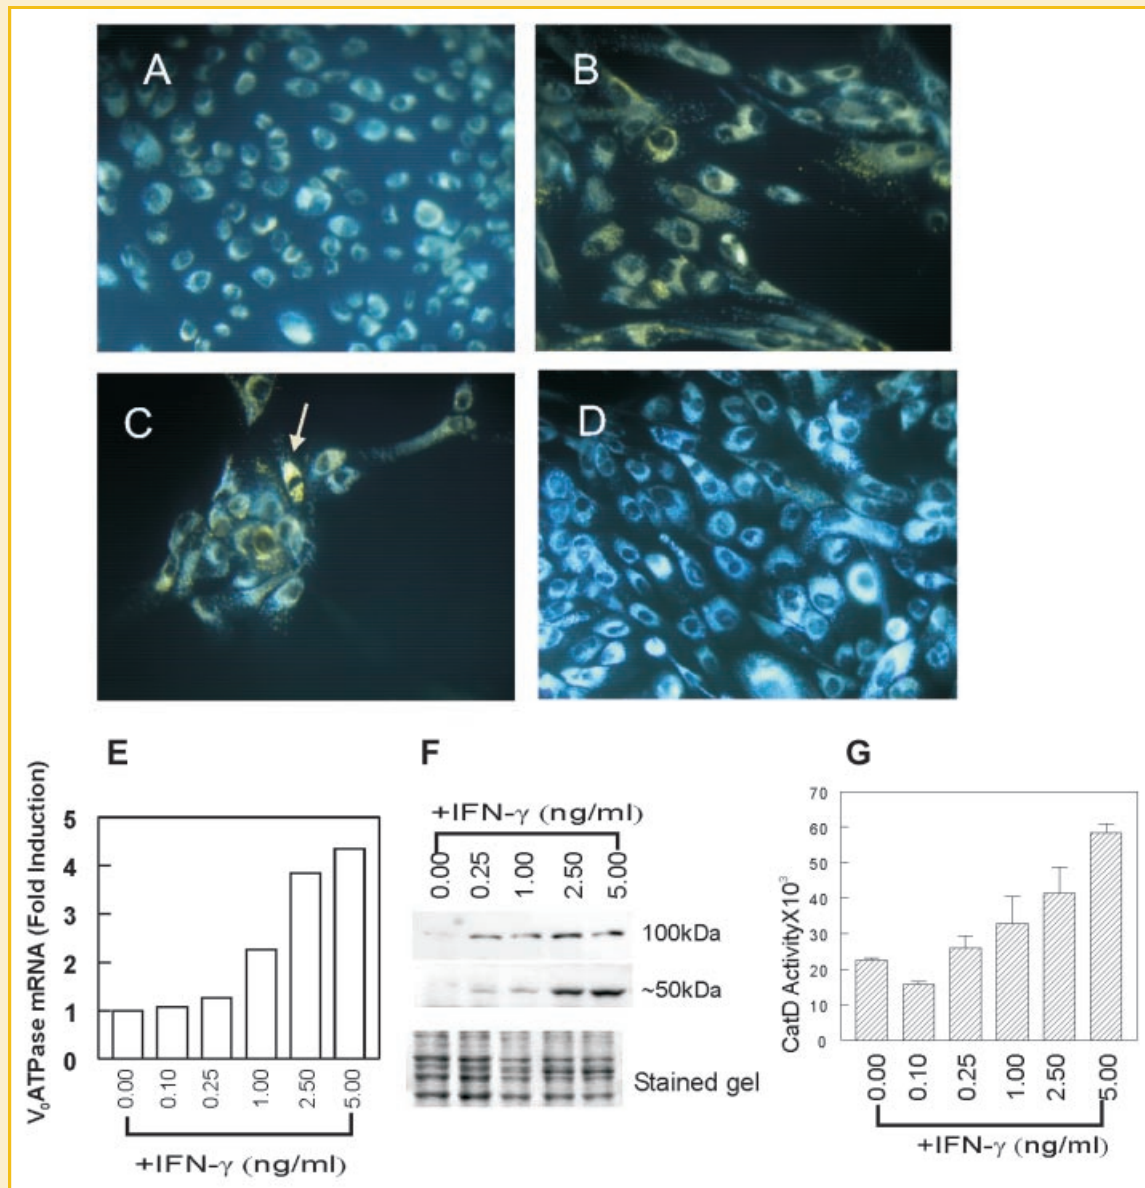 A
B
C
D
E
V₀ATPase mRNA (Fold Induction)
5
4
3
2
1
0
0.00
0.10
0.25
1.00
2.50
5.00
+IFN-γ (ng/ml)
F
+IFN-γ (ng/ml)
0.00
0.25
1.00
2.50
5.00
100kDa
~50kDa
Stained gel
G
CatD ActivityX10³
70
60
50
40
30
20
10
0
0.00
0.10
0.25
1.00
2.50
5.00
+IFN-γ (ng/ml)